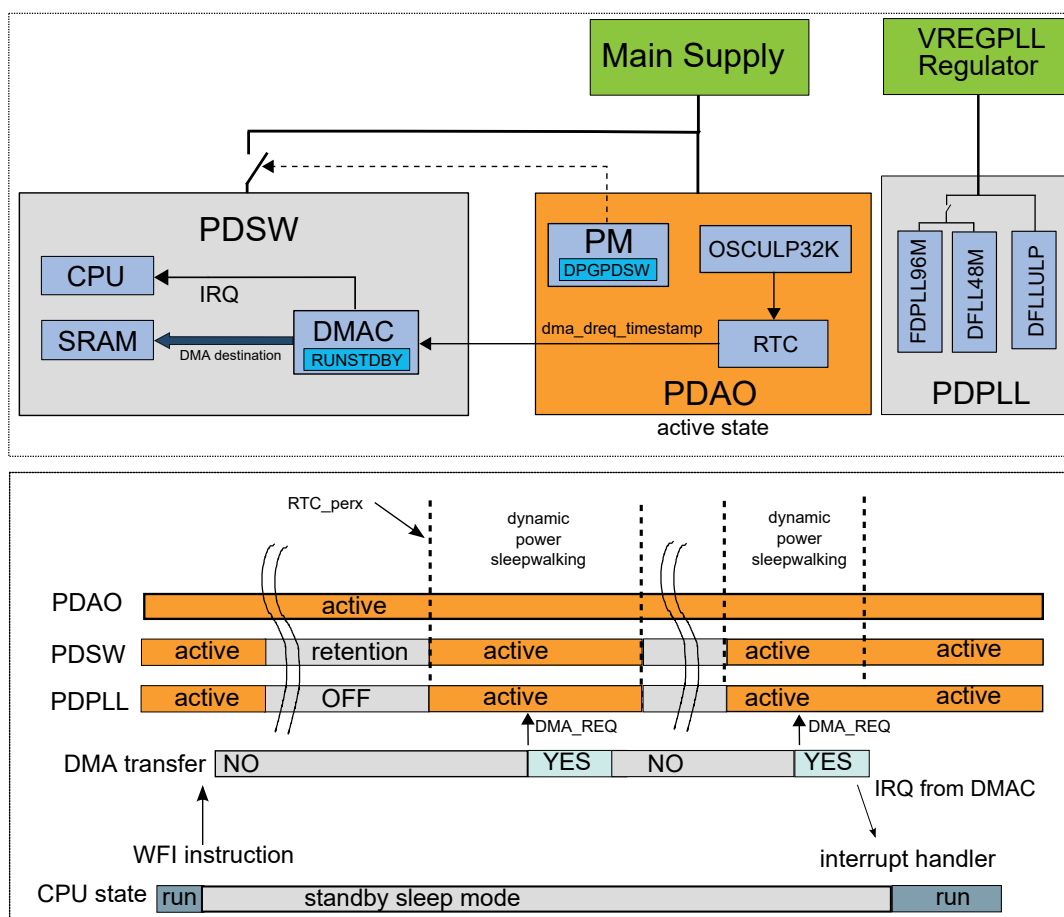 Main Supply
VREGPLL
Regulator
PDSW
CPU
IRQ
SRAM
DMA destination
DMAC
RUNSTDBY
PM
DPGPDSW
OSCULP32K
dma_dreq_timestamp
RTC
PDAO
active state
FDPLL96M
DFLL48M
DFLLULP
PDPLL
RTC_perx
dynamic
power
sleepwalking
dynamic
power
sleepwalking
PDAO
active
PDSW
active
retention
active
active
active
PDPLL
active
OFF
active
active
active
DMA_REQ
DMA_REQ
DMA transfer
NO
YES
NO
YES
IRQ from DMAC
WFI instruction
interrupt handler
CPU state
run
standby sleep mode
run